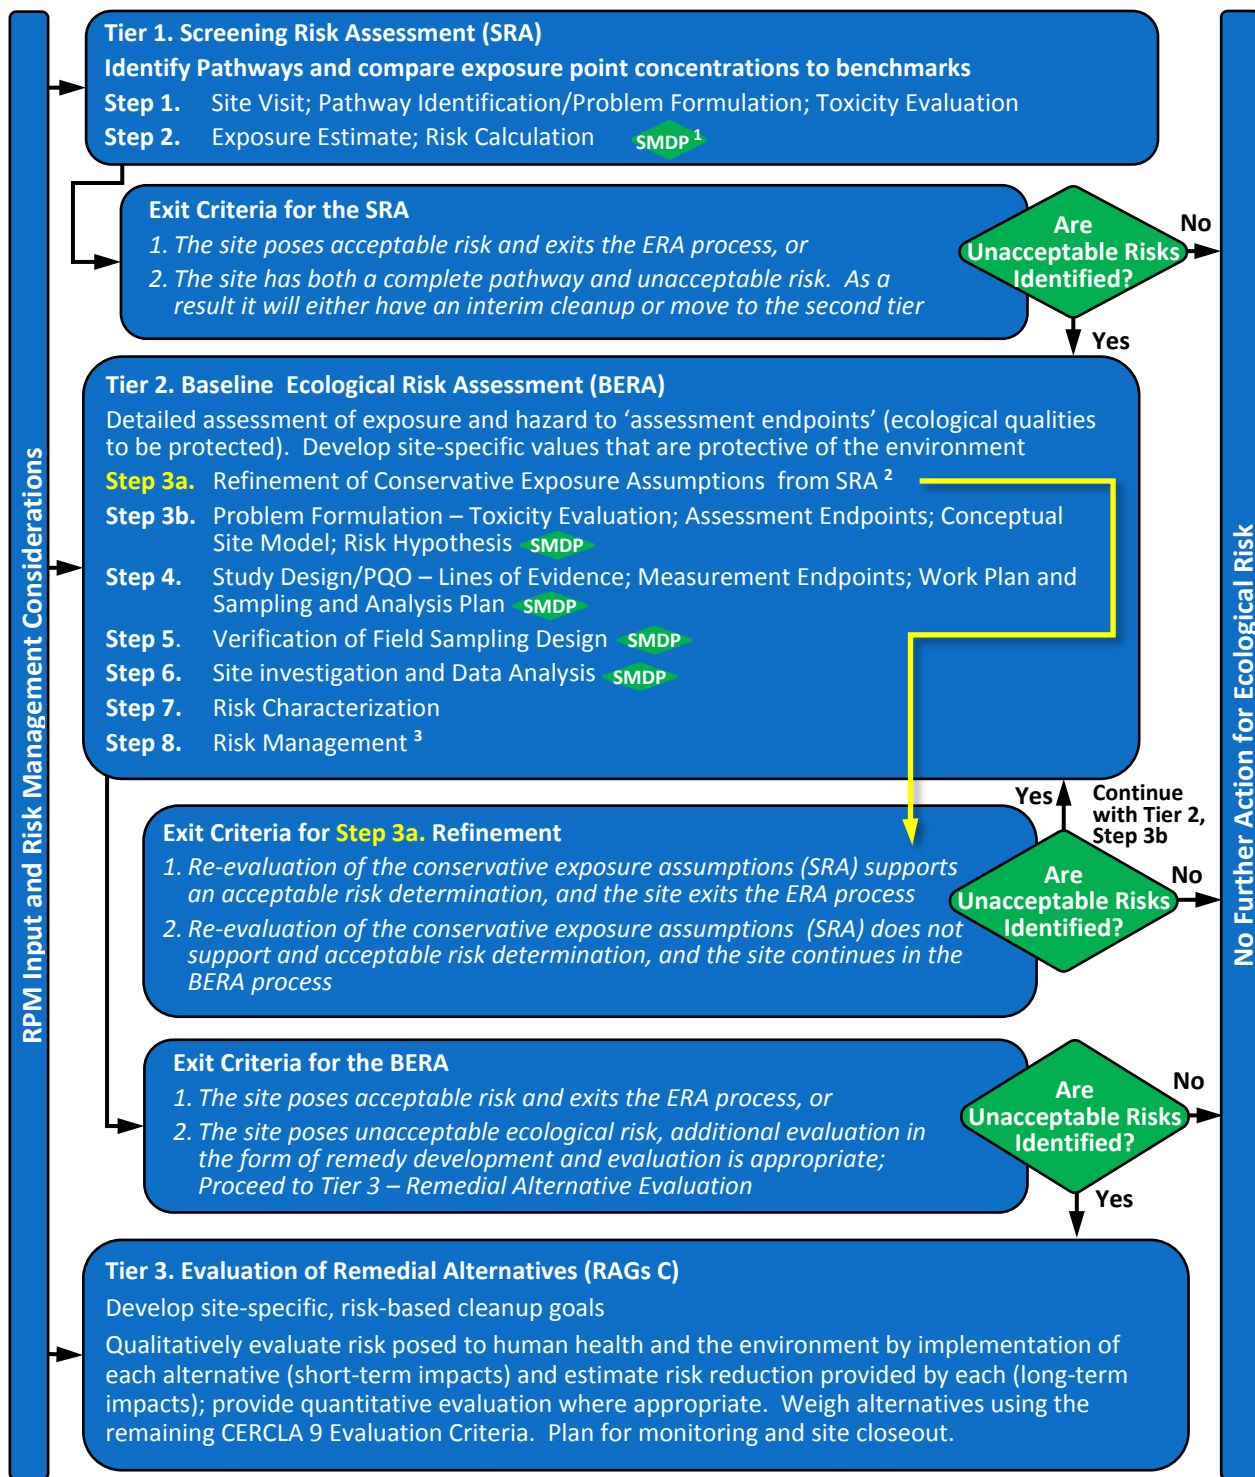 RPM Input and Risk Management Considerations
Tier 1. Screening Risk Assessment (SRA)
Identify Pathways and compare exposure point concentrations to benchmarks
Step 1. Site Visit; Pathway Identification/Problem Formulation; Toxicity Evaluation
Step 2. Exposure Estimate; Risk Calculation SMDP 1
Exit Criteria for the SRA
1. The site poses acceptable risk and exits the ERA process, or
2. The site has both a complete pathway and unacceptable risk. As a
result it will either have an interim cleanup or move to the second tier
Are
Unacceptable Risks
Identified?
No
Yes
Tier 2. Baseline Ecological Risk Assessment (BERA)
Detailed assessment of exposure and hazard to ‘assessment endpoints’ (ecological qualities
to be protected). Develop site-specific values that are protective of the environment
Step 3a. Refinement of Conservative Exposure Assumptions from SRA 2
Step 3b. Problem Formulation – Toxicity Evaluation; Assessment Endpoints; Conceptual
Site Model; Risk Hypothesis SMDP
Step 4. Study Design/PQO – Lines of Evidence; Measurement Endpoints; Work Plan and
Sampling and Analysis Plan SMDP
Step 5. Verification of Field Sampling Design SMDP
Step 6. Site investigation and Data Analysis SMDP
Step 7. Risk Characterization
Step 8. Risk Management 3
Exit Criteria for Step 3a. Refinement
1. Re-evaluation of the conservative exposure assumptions (SRA) supports
an acceptable risk determination, and the site exits the ERA process
2. Re-evaluation of the conservative exposure assumptions (SRA) does not
support and acceptable risk determination, and the site continues in the
BERA process
Yes
Continue
with Tier 2,
Step 3b
Are
Unacceptable Risks
Identified?
No
Exit Criteria for the BERA
1. The site poses acceptable risk and exits the ERA process, or
2. The site poses unacceptable ecological risk, additional evaluation in
the form of remedy development and evaluation is appropriate;
Proceed to Tier 3 – Remedial Alternative Evaluation
Are
Unacceptable Risks
Identified?
No
Yes
Tier 3. Evaluation of Remedial Alternatives (RAGs C)
Develop site-specific, risk-based cleanup goals
Qualitatively evaluate risk posed to human health and the environment by implementation of
each alternative (short-term impacts) and estimate risk reduction provided by each (long-term
impacts); provide quantitative evaluation where appropriate. Weigh alternatives using the
remaining CERCLA 9 Evaluation Criteria. Plan for monitoring and site closeout.
No Further Action for Ecological Risk